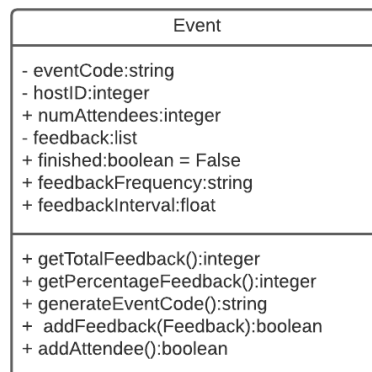 Event
- eventCode:string
- hostID:integer
+ numAttendees:integer
- feedback:list
+ finished:boolean = False
+ feedbackFrequency:string
+ feedbackInterval:float
+ getTotalFeedback():integer
+ getPercentageFeedback():integer
+ generateEventCode():string
+ addFeedback(Feedback):boolean
+ addAttendee():boolean